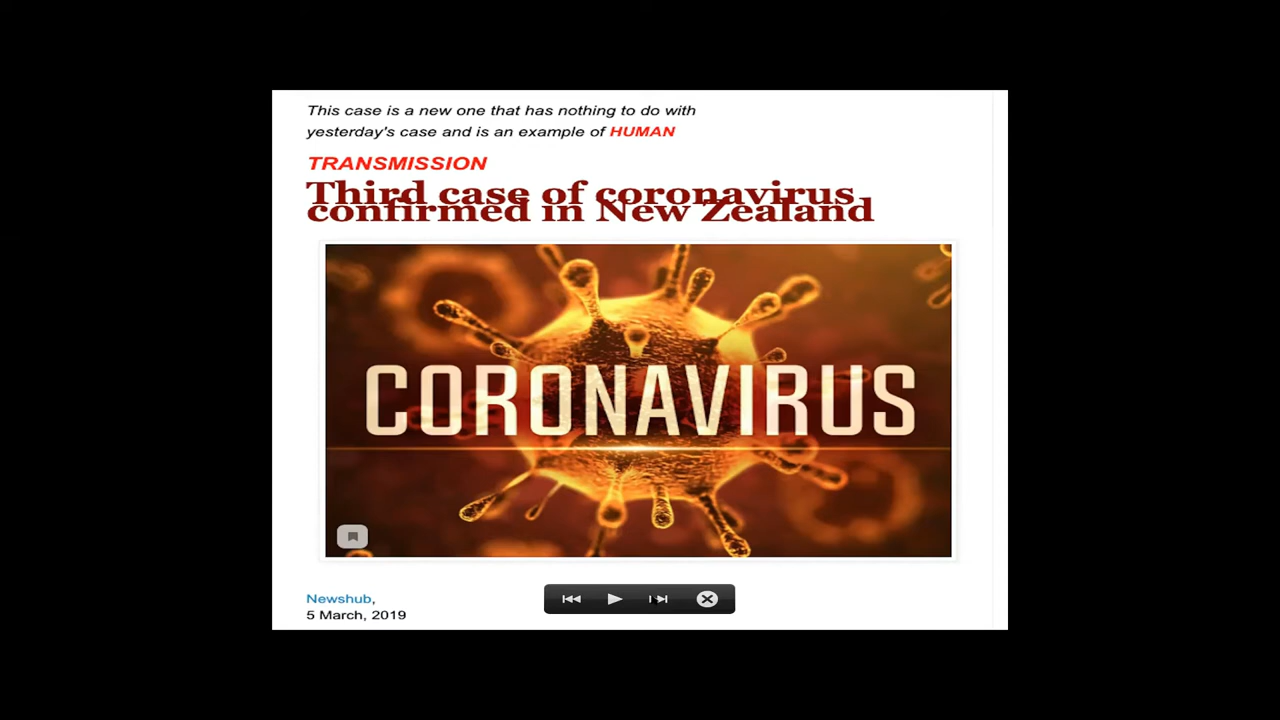 This case is a new one that has nothing to do with
yesterday's case and is an example of HUMAN
TRANSMISSION
Third case of coronavirus
confirmed in New Zealand
CORONAVIRUS
Newshub,
5 March, 2019